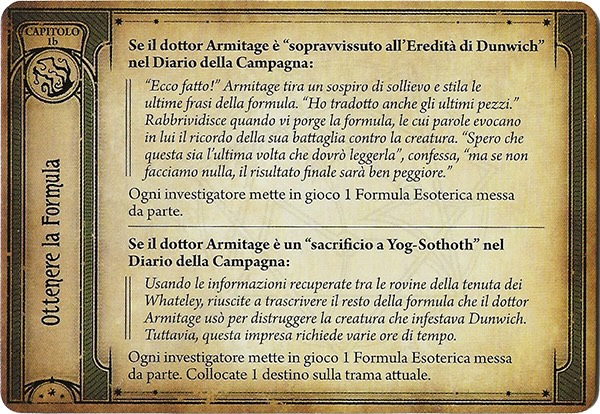 CAPITOLO
1b
Ottenere la Formula
Se il dottor Armitage è “sopravvissuto all’Eredità di Dunwich”
nel Diario della Campagna:
“Ecco fatto!” Armitage tira un sospiro di sollievo e stila le
ultime frasi della formula. “Ho tradotto anche gli ultimi pezzi.”
Rabbrividisce quando vi porge la formula, le cui parole evocano
in lui il ricordo della sua battaglia contro la creatura. “Spero che
questa sia l’ultima volta che dovrò leggerla”, confessa, “ma se non
facciamo nulla, il risultato finale sarà ben peggiore.”
Ogni investigatore mette in gioco 1 Formula Esoterica messa
da parte.
Se il dottor Armitage è un “sacrificio a Yog-Sothoth” nel
Diario della Campagna:
Usando le informazioni recuperate tra le rovine della tenuta dei
Whateley, riuscite a trascrivere il resto della formula che il dottor
Armitage usò per distruggere la creatura che infestava Dunwich.
Tuttavia, questa impresa richiede varie ore di tempo.
Ogni investigatore mette in gioco 1 Formula Esoterica messa
da parte. Collocate 1 destino sulla trama attuale.